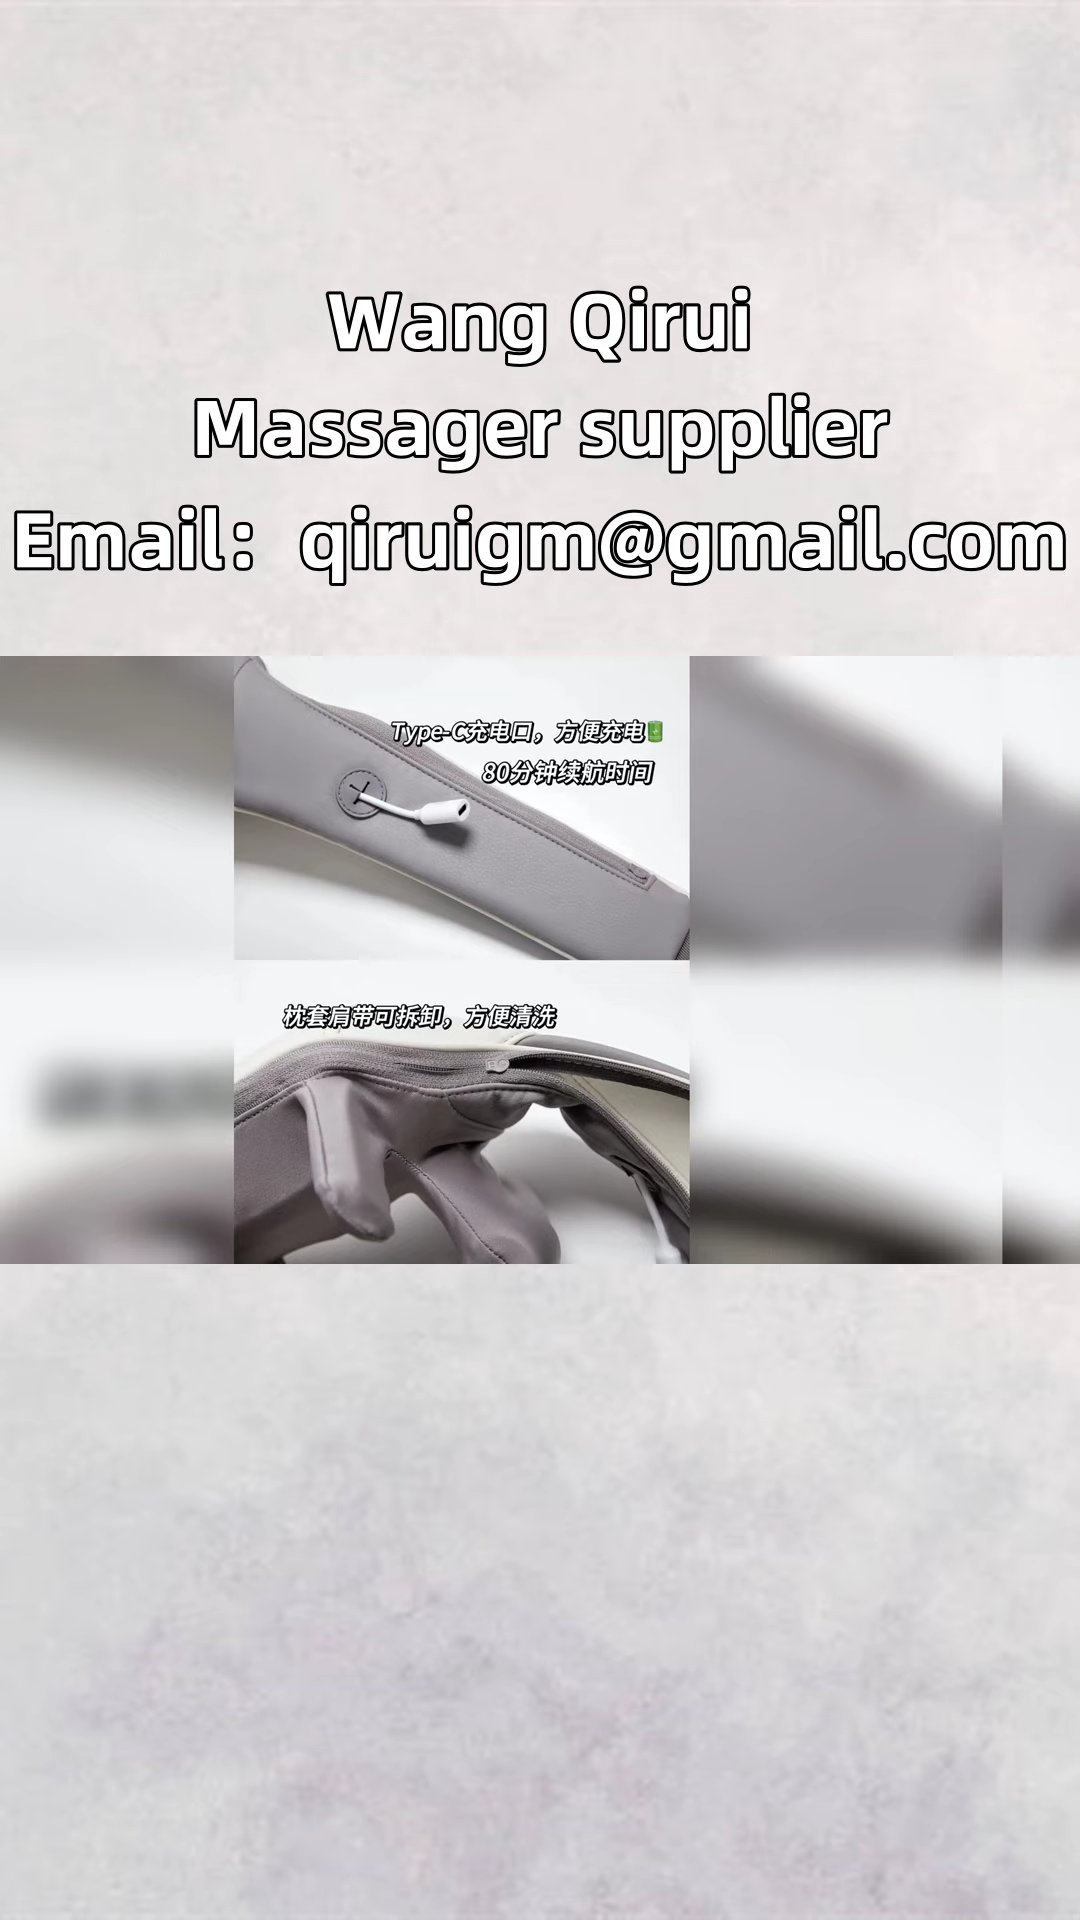 Wang Qirui
Massager supplier
Email：qiruigm@gmail.com
Type-C充电口，方便充电🔋
80分钟续航时间
枕套肩带可拆卸，方便清洗